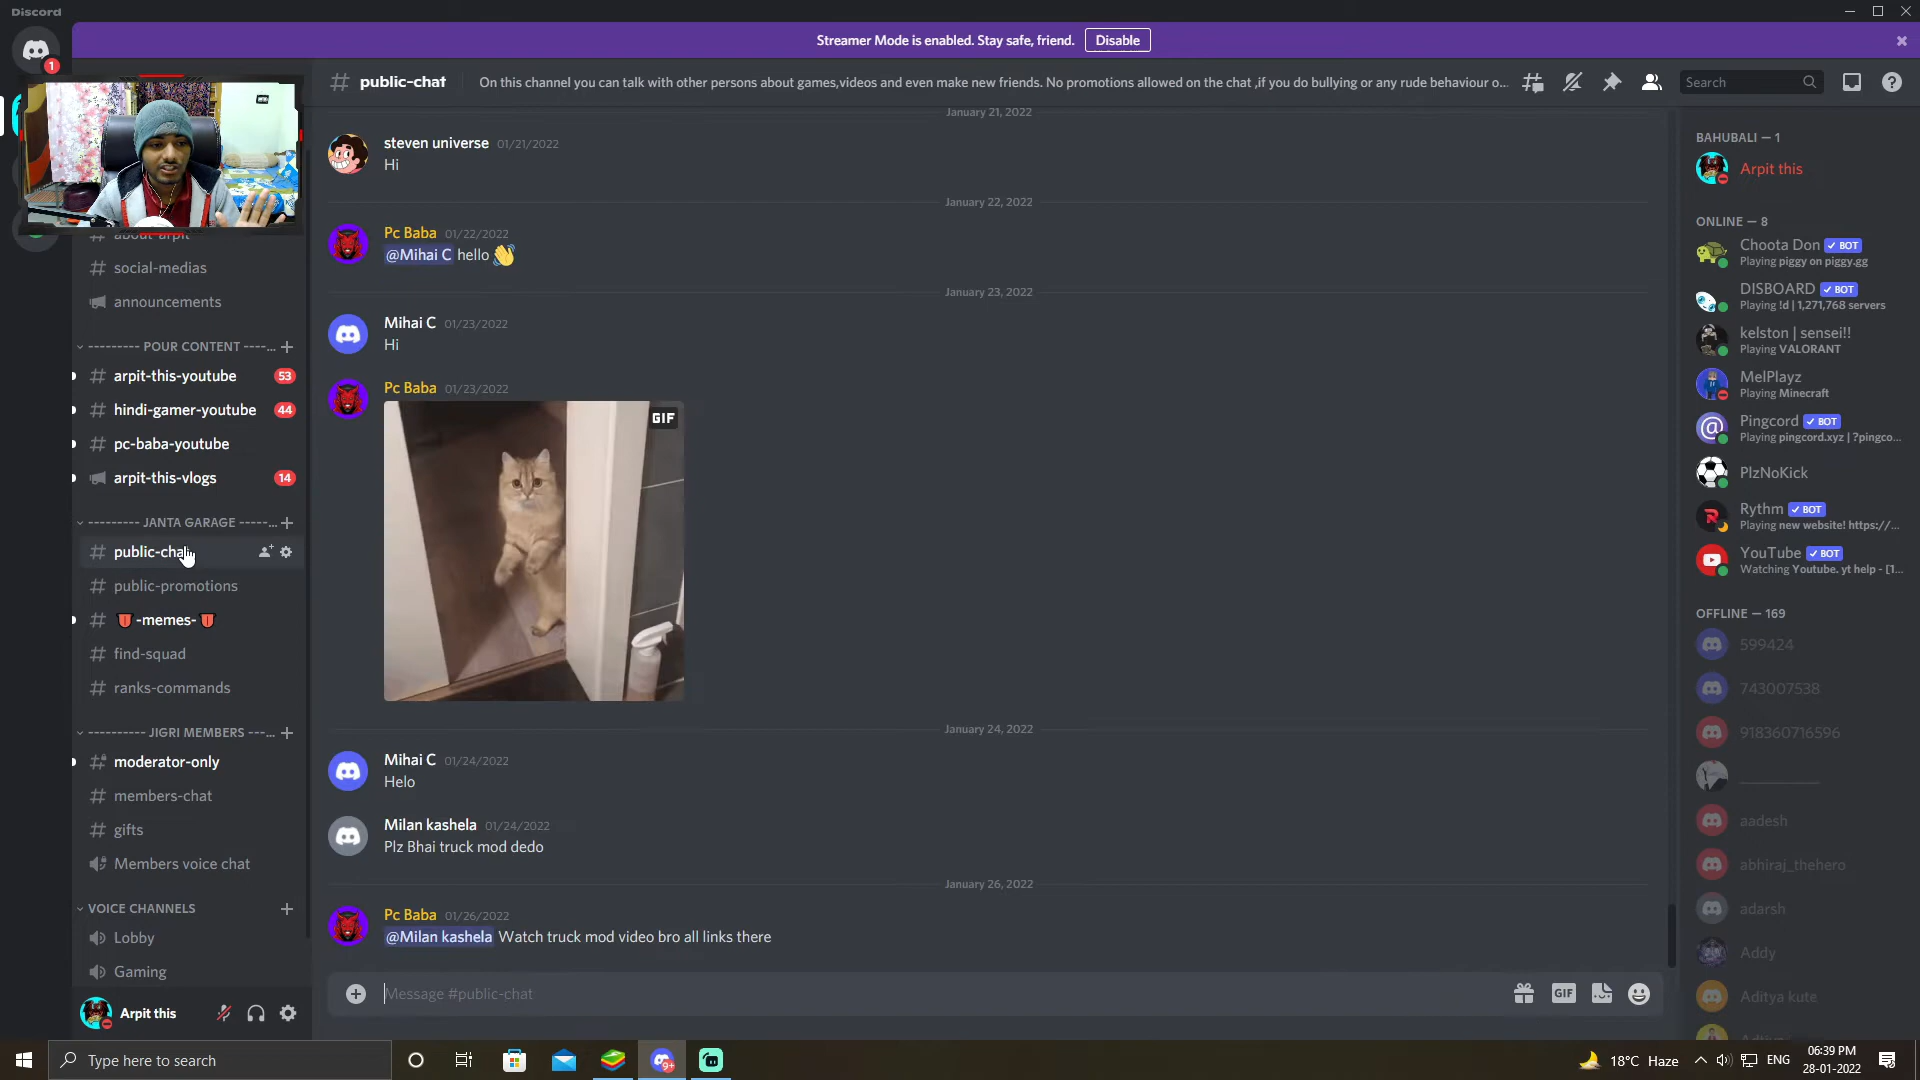 Discord
Streamer Mode is enabled. Stay safe, friend. Disable
1
public-chat
On this channel you can talk with other persons about games,videos and even make new friends. No promotions allowed on the chat ,if you do bullying or any rude behaviour o...
Search
about-arpit
social-medias
announcements
--------- POUR CONTENT ----...
arpit-this-youtube 53
hindi-gamer-youtube 44
pc-baba-youtube
arpit-this-vlogs 14
--------- JANTA GARAGE -----...
public-chat
public-promotions
-memes-
find-squad
ranks-commands
---------- JIGRI MEMBERS ---...
moderator-only
members-chat
gifts
Members voice chat
VOICE CHANNELS
Lobby
Gaming
Arpit this
January 21, 2022
steven universe 01/21/2022
Hi
January 22, 2022
Pc Baba 01/22/2022
@Mihai C hello
January 23, 2022
Mihai C 01/23/2022
Hi
Pc Baba 01/23/2022
GIF
January 24, 2022
Mihai C 01/24/2022
Helo
Milan kashela 01/24/2022
Plz Bhai truck mod dedo
January 26, 2022
Pc Baba 01/26/2022
@Milan kashela Watch truck mod video bro all links there
Message #public-chat
GIF
BAHUBALI — 1
Arpit this
ONLINE — 8
Choota Don BOT
Playing piggy on piggy.gg
DISBOARD BOT
Playing !d | 1,271,768 servers
kelston | sensei!!
Playing VALORANT
MelPlayz
Playing Minecraft
Pingcord BOT
Playing pingcord.xyz | ?pingco...
PlzNoKick
Rythm BOT
Playing new website! https://...
YouTube BOT
Watching Youtube. yt help - [1...
OFFLINE — 169
599424
743007538
918360716596
aadesh
abhiraj_thehero
adarsh
Addy
Aditya kute
Type here to search
9+
18°C Haze
ENG
06:39 PM
28-01-2022